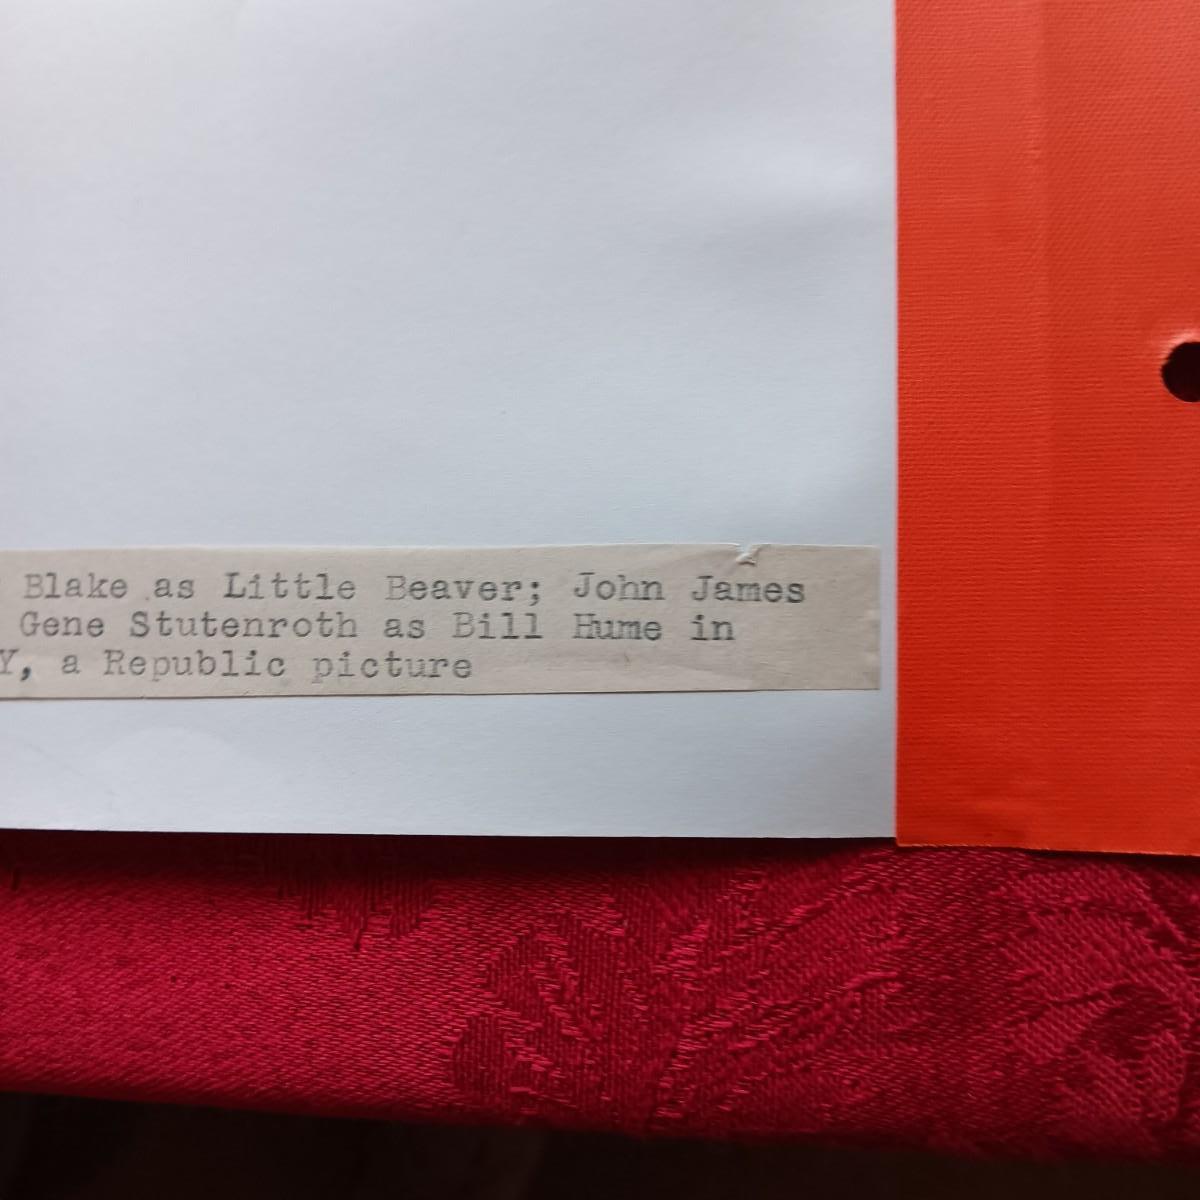 Blake as Little Beaver; John James
Gene Stutenroth as Bill Hume in
Y, a Republic picture